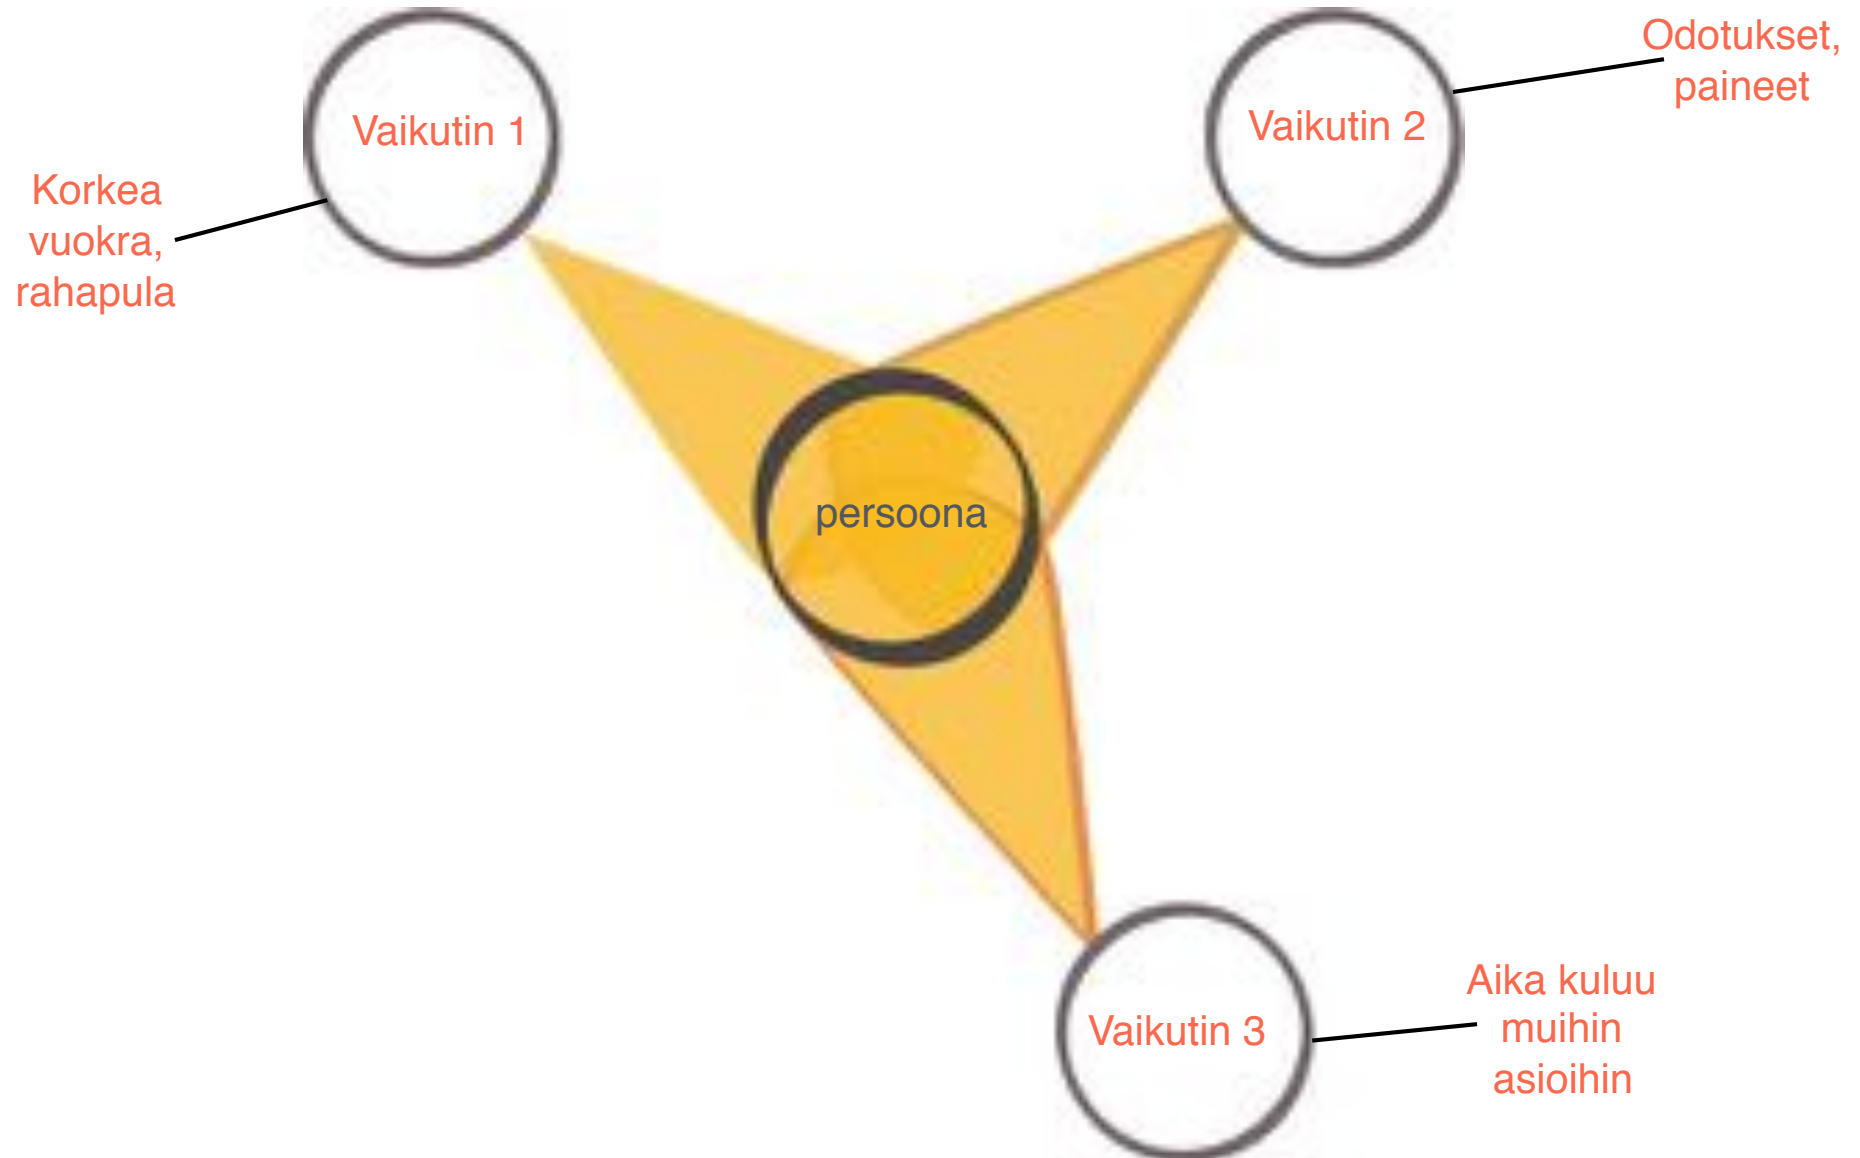 Vaikutin 1
Korkea
vuokra,
rahapula
Vaikutin 2
Odotukset,
paineet
persoona
Vaikutin 3
Aika kuluu
muihin
asioihin